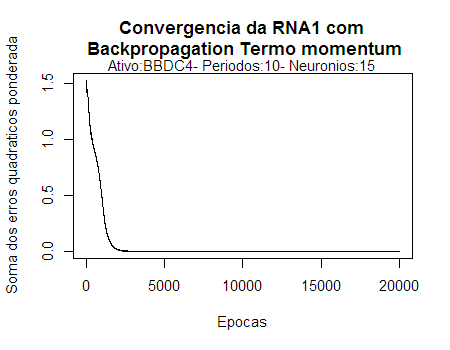 Convergencia da RNA1 com
Backpropagation Termo momentum
Ativo:BBDC4- Periodos:10- Neuronios:15
Soma dos erros quadraticos ponderada
1.5
1.0
0.5
0.0
0 5000 10000 15000 20000
Epocas